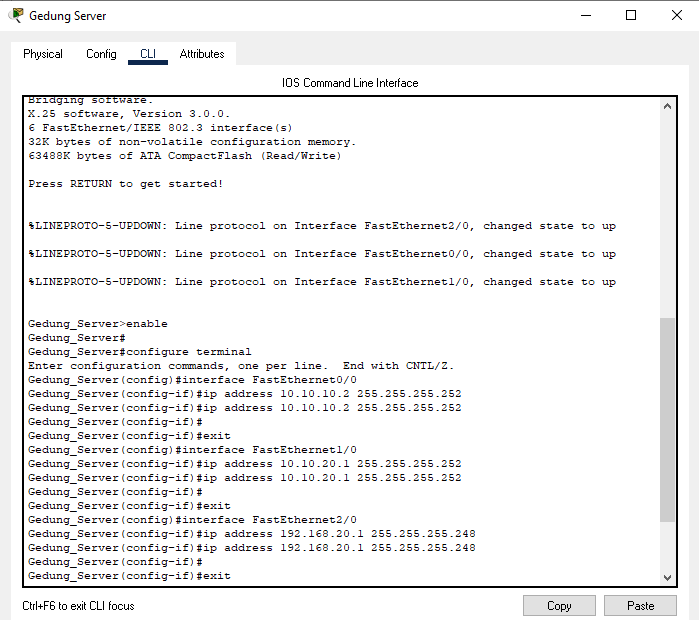 Gedung Server
Physical Config CLI Attributes
IOS Command Line Interface
Bridging software.
X.25 software, Version 3.0.0.
6 FastEthernet/IEEE 802.3 interface(s)
32K bytes of non-volatile configuration memory.
63488K bytes of ATA CompactFlash (Read/Write)
Press RETURN to get started!
%LINEPROTO-5-UPDOWN: Line protocol on Interface FastEthernet2/0, changed state to up
%LINEPROTO-5-UPDOWN: Line protocol on Interface FastEthernet0/0, changed state to up
%LINEPROTO-5-UPDOWN: Line protocol on Interface FastEthernet1/0, changed state to up
Gedung_Server>enable
Gedung_Server#
Gedung_Server#configure terminal
Enter configuration commands, one per line.  End with CNTL/Z.
Gedung_Server(config)#interface FastEthernet0/0
Gedung_Server(config-if)#ip address 10.10.10.2 255.255.255.252
Gedung_Server(config-if)#ip address 10.10.10.2 255.255.255.252
Gedung_Server(config-if)#
Gedung_Server(config-if)#exit
Gedung_Server(config)#interface FastEthernet1/0
Gedung_Server(config-if)#ip address 10.10.20.1 255.255.255.252
Gedung_Server(config-if)#ip address 10.10.20.1 255.255.255.252
Gedung_Server(config-if)#
Gedung_Server(config-if)#exit
Gedung_Server(config)#interface FastEthernet2/0
Gedung_Server(config-if)#ip address 192.168.20.1 255.255.255.248
Gedung_Server(config-if)#ip address 192.168.20.1 255.255.255.248
Gedung_Server(config-if)#
Gedung_Server(config-if)#exit
Ctrl+F6 to exit CLI focus
Copy Paste